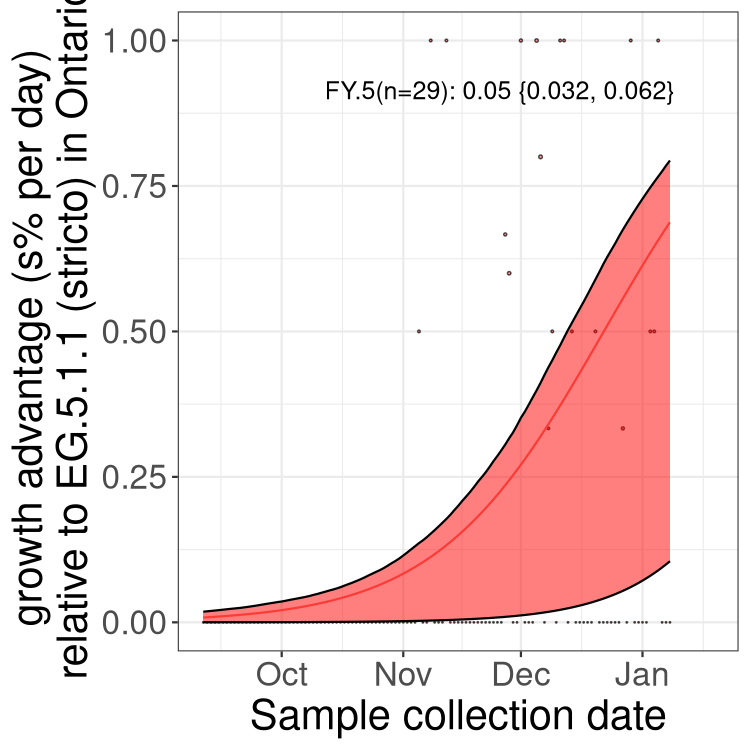 growth advantage (s% per day)
relative to EG.5.1.1 (stricto) in Ontario
1.00
0.75
0.50
0.25
0.00
FY.5(n=29): 0.05 {0.032, 0.062}
Oct Nov Dec Jan
Sample collection date